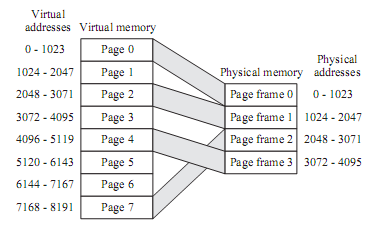 Virtual
addresses Virtual memory
0 - 1023 Page 0
1024 - 2047 Page 1 Physical memory Physical addresses
2048 - 3071 Page 2 Page frame 0 0 - 1023
3072 - 4095 Page 3 Page frame 1 1024 - 2047
4096 - 5119 Page 4 Page frame 2 2048 - 3071
5120 - 6143 Page 5 Page frame 3 3072 - 4095
6144 - 7167 Page 6
7168 - 8191 Page 7